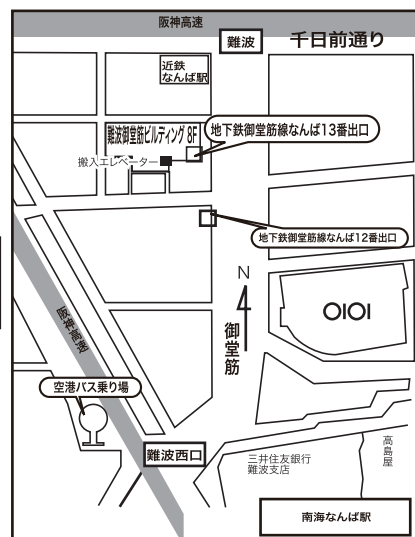 阪神高速
難波
千日前通り
近鉄
なんば駅
難波御堂筋ビルディング 8F
地下鉄御堂筋線なんば13番出口
搬入エレベーター
地下鉄御堂筋線なんば12番出口
N
OIOI
御堂筋
阪神高速
空港バス乗り場
難波西口
三井住友銀行
難波支店
高島屋
南海なんば駅